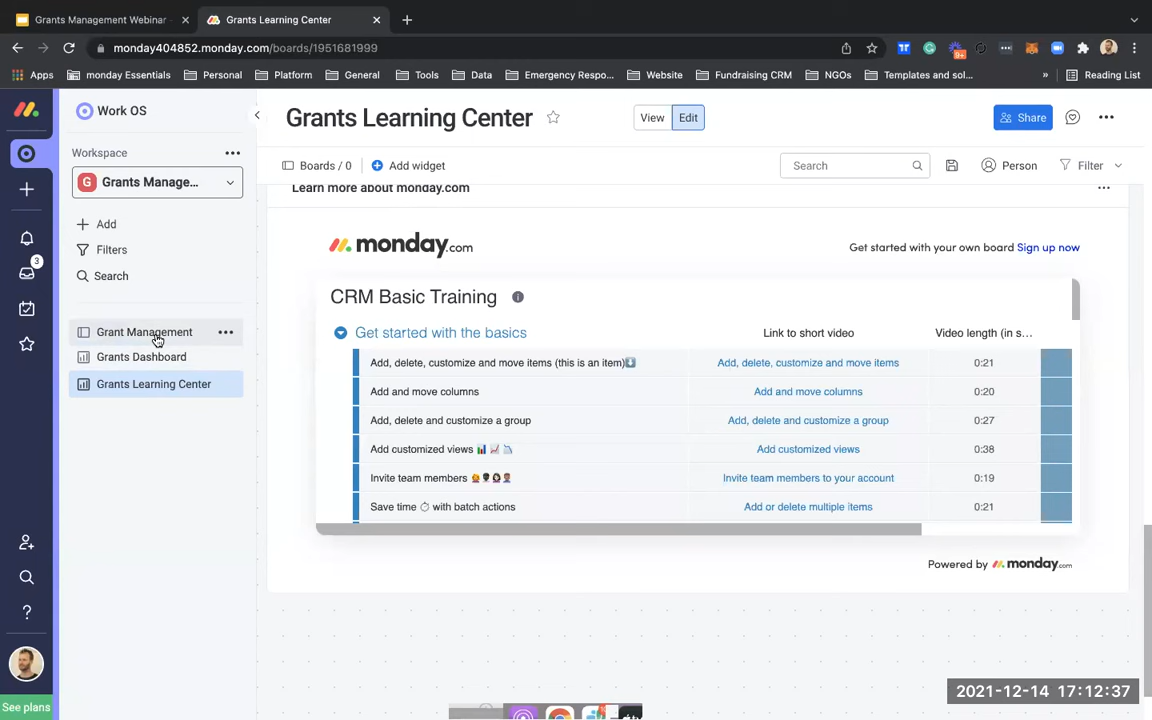 Grants Management Webinar
Grants Learning Center
monday404852.monday.com/boards/1951681999
Apps
monday Essentials
Personal
Platform
General
Tools
Data
Emergency Respo...
Website
Fundraising CRM
NGOs
Templates and sol...
»
Reading List
Work OS
Grants Learning Center
View
Edit
Share
Workspace
Boards / 0
Add widget
Search
Person
Filter
Grants Manage...
Learn more about monday.com
Add
Filters
Search
monday.com
Get started with your own board Sign up now
3
CRM Basic Training
Grant Management
Grants Dashboard
Grants Learning Center
Get started with the basics
Link to short video
Video length (in s...
Add, delete, customize and move items (this is an item)
Add, delete, customize and move items
0:21
Add and move columns
Add and move columns
0:20
Add, delete and customize a group
Add, delete and customize a group
0:27
Add customized views
Add customized views
0:38
Invite team members
Invite team members to your account
0:19
Save time ⏱ with batch actions
Add or delete multiple items
0:21
Powered by monday.com
See plans
2021-12-14 17:12:37